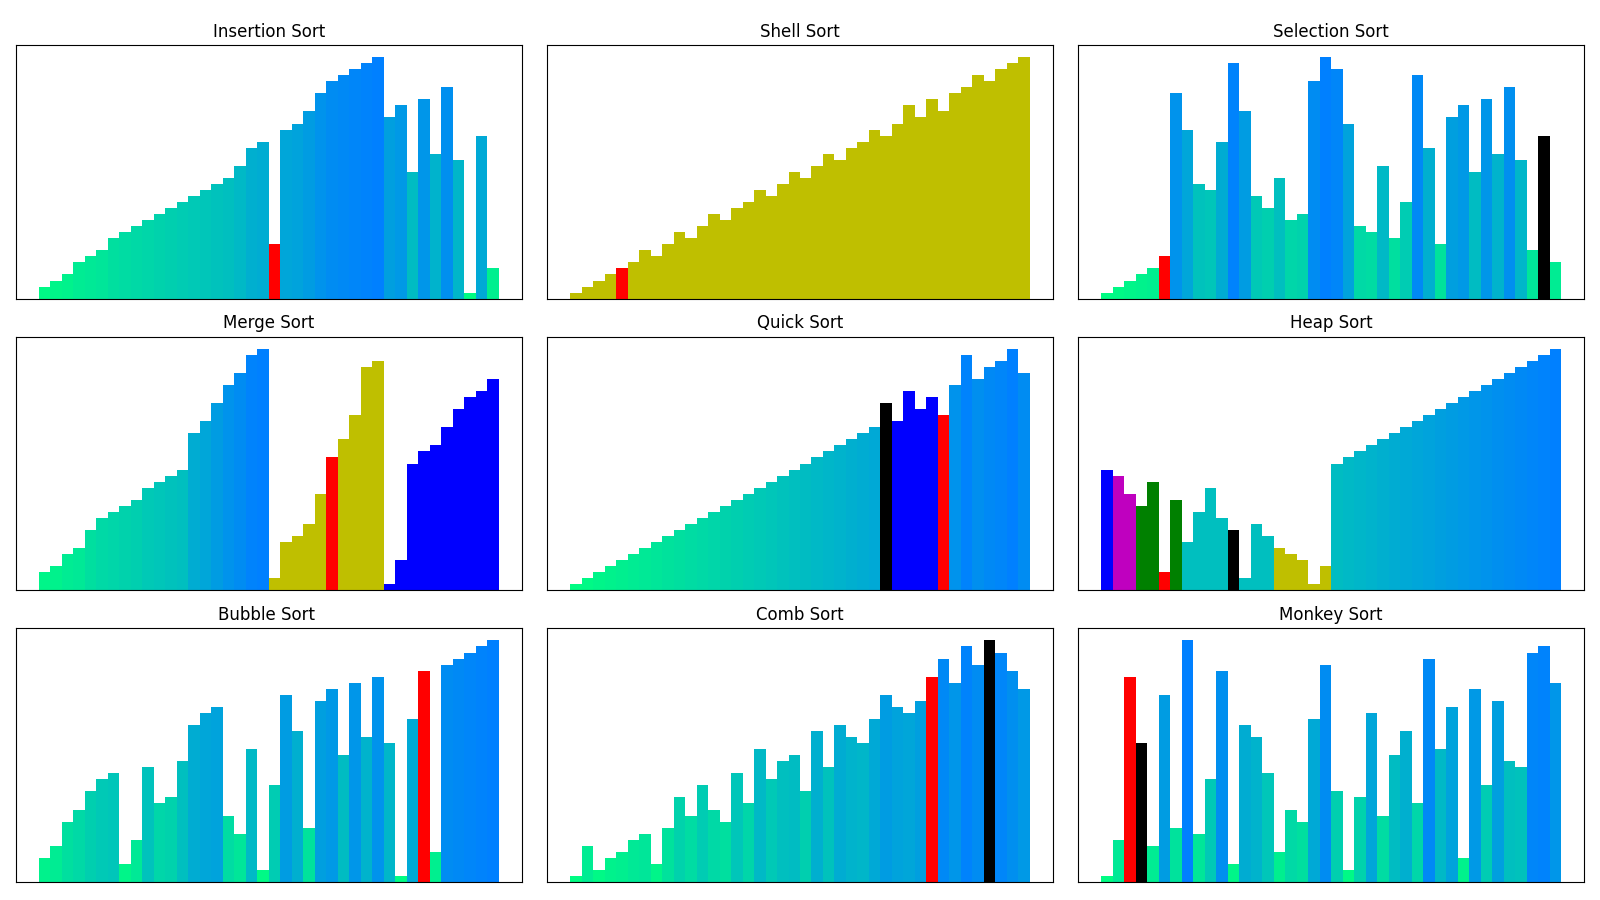 Insertion Sort
Shell Sort
Selection Sort
Merge Sort
Quick Sort
Heap Sort
Bubble Sort
Comb Sort
Monkey Sort